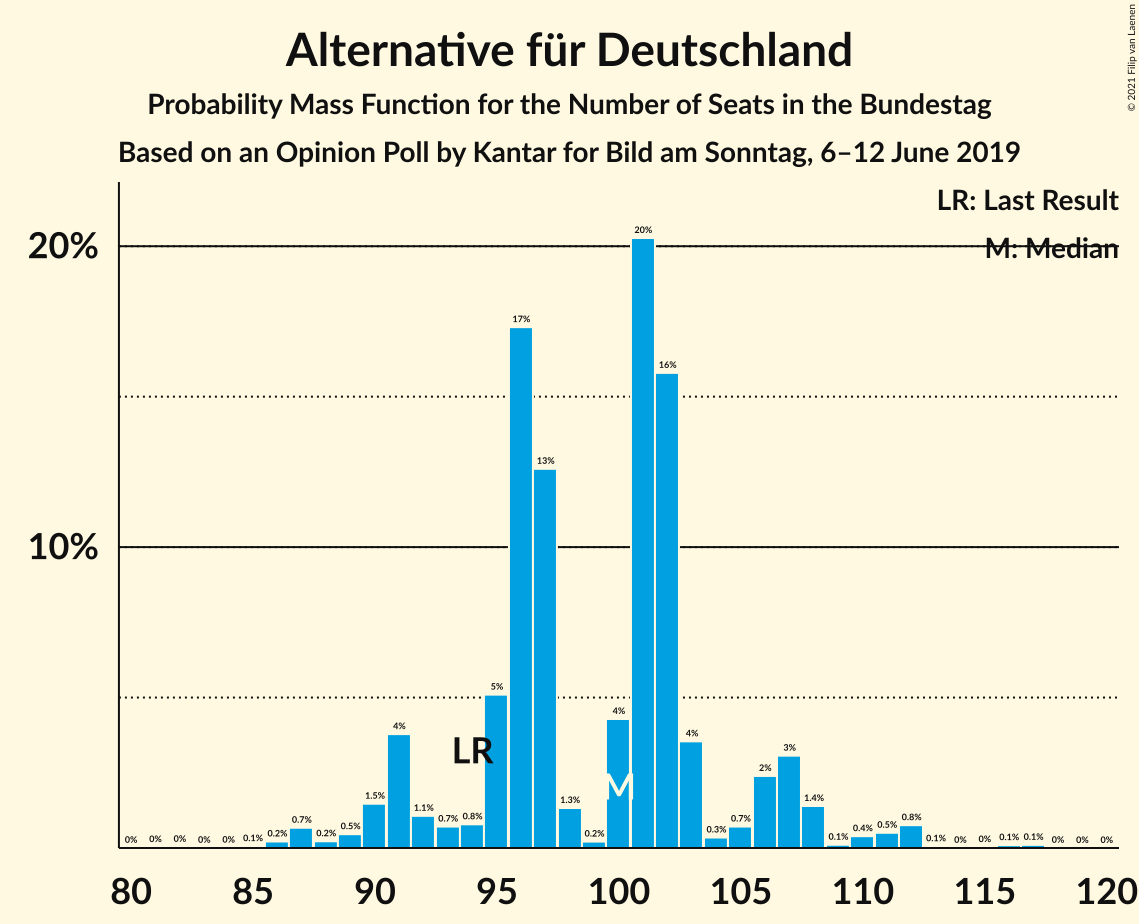 © 2021 Filip van Laenen
Alternative für Deutschland
Probability Mass Function for the Number of Seats in the Bundestag
Based on an Opinion Poll by Kantar for Bild am Sonntag, 6–12 June 2019
LR: Last Result
M: Median
20%
10%
0% 0% 0% 0% 0% 0.1% 0.2% 0.7% 0.2% 0.5% 1.5% 4% 1.1% 0.7% 0.8% 5% 17% 13% 1.3% 0.2% 4% 20% 16% 4% 0.3% 0.7% 2% 3% 1.4% 0.1% 0.4% 0.5% 0.8% 0.1% 0% 0% 0.1% 0.1% 0% 0% 0%
LR
M
80 85 90 95 100 105 110 115 120